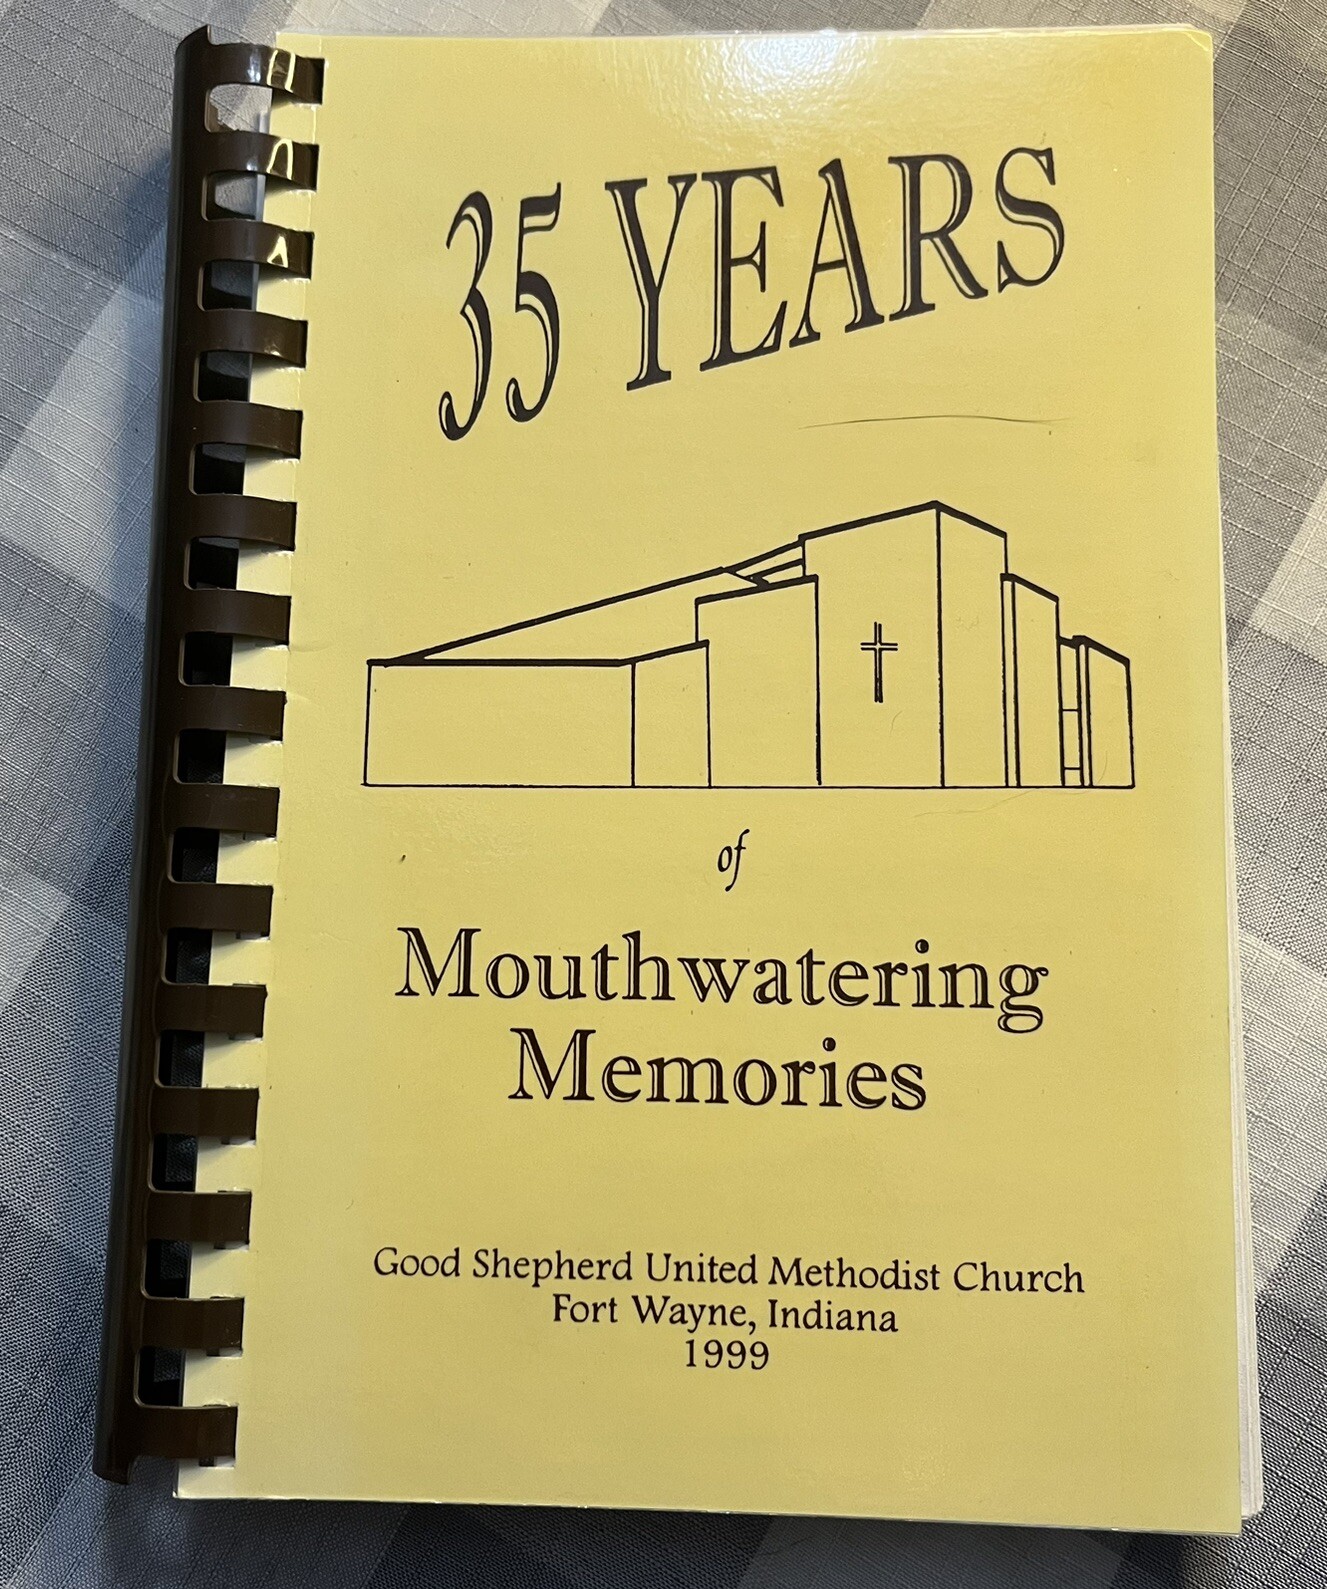 35 YEARS
of
Mouthwatering
Memories
Good Shepherd United Methodist Church
Fort Wayne, Indiana
1999